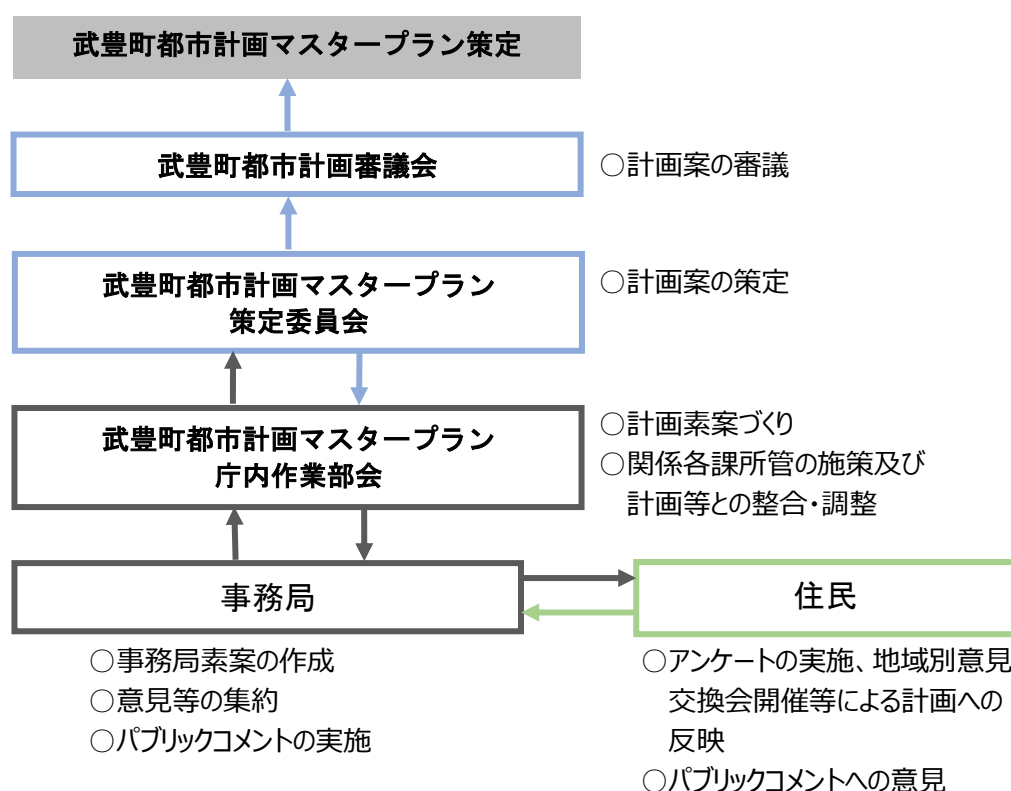 武豊町都市計画マスタープラン策定
武豊町都市計画審議会
○計画案の審議
武豊町都市計画マスタープラン
策定委員会
○計画案の策定
武豊町都市計画マスタープラン
庁内作業部会
○計画素案づくり
○関係各課所管の施策及び
計画等との整合・調整
事務局
住民
○事務局素案の作成
○意見等の集約
○パブリックコメントの実施
○アンケートの実施、地域別意見
交換会開催等による計画への
反映
○パブリックコメントへの意見